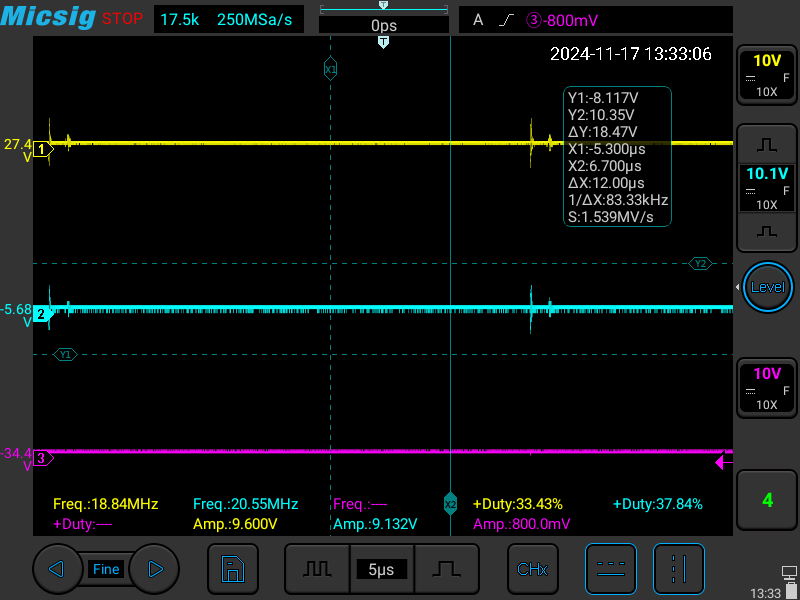 Micsig STOP 17.5k 250MSa/s 0ps A ③-800mV
T
2024-11-17 13:33:06
X1
Y1:-8.117V
Y2:10.35V
ΔY:18.47V
X1:-5.300µs
X2:6.700µs
ΔX:12.00µs
1/ΔX:83.33kHz
S:1.539MV/s
27.4
V
1
Y2
-5.68
V
2
Y1
-34.4
V
3
Freq.:18.84MHz Freq.:20.55MHz Freq.:---- X2 +Duty:33.43% +Duty:37.84%
+Duty:---- Amp.:9.600V Amp.:9.132V Amp.:800.0mV
10V
F
10X
10.1V
F
10X
Level
10V
F
10X
4
Fine 5µs CHx
13:33